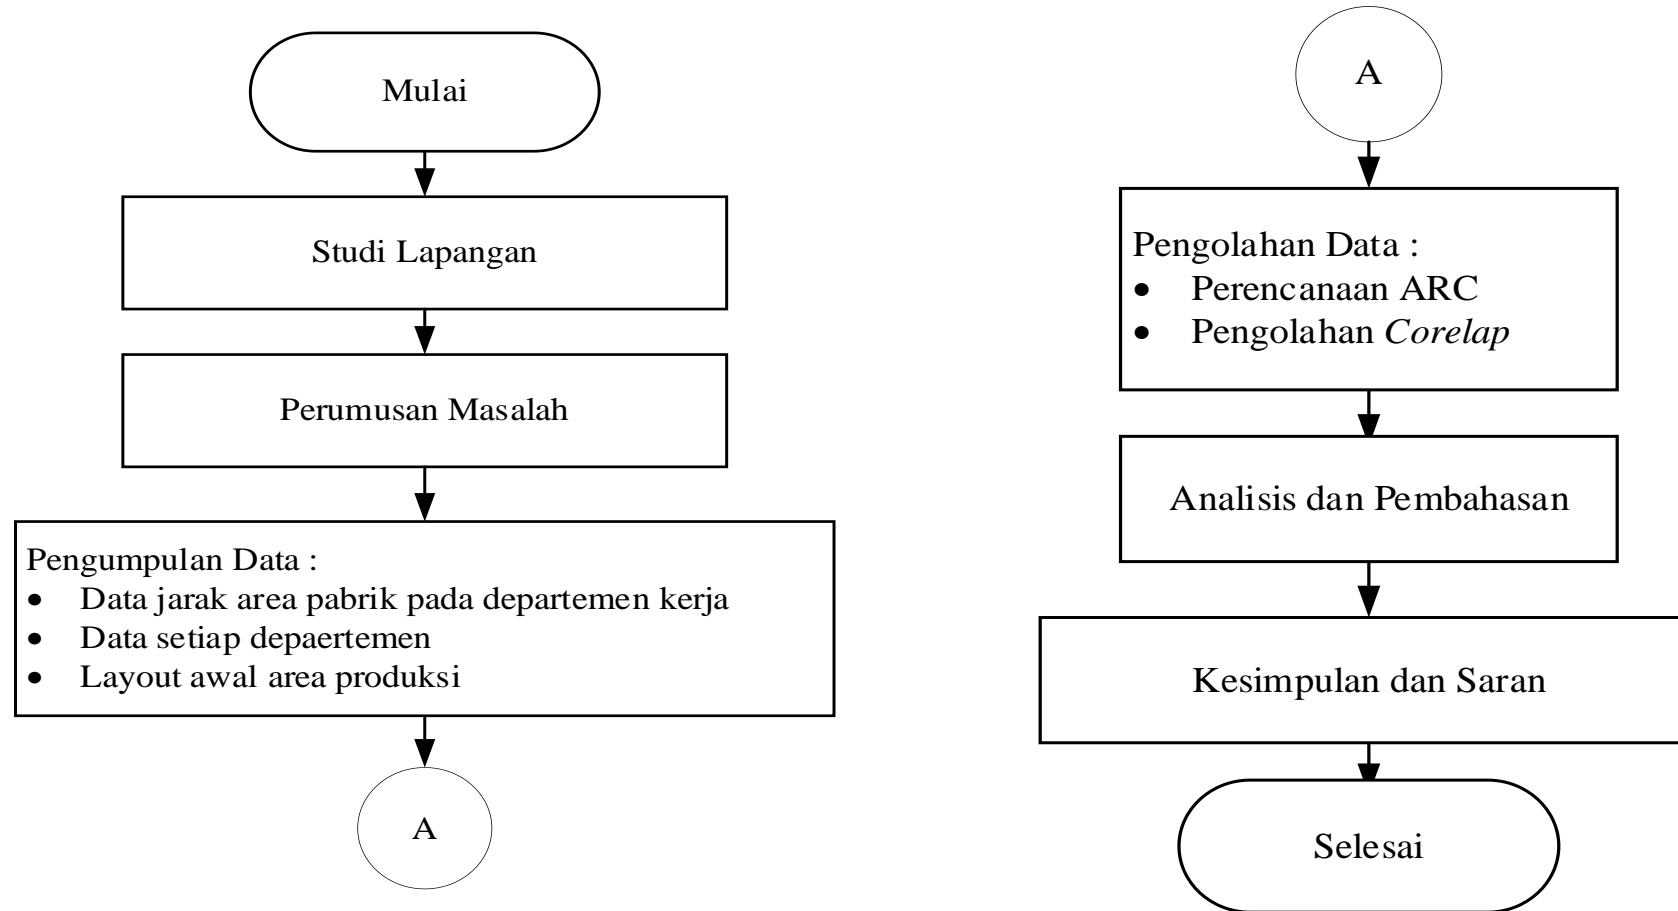 Mulai
Studi Lapangan
Perumusan Masalah
Pengumpulan Data :
• Data jarak area pabrik pada departemen kerja
• Data setiap depaertemen
• Layout awal area produksi
A
A
Pengolahan Data :
• Perencanaan ARC
• Pengolahan Corelap
Analisis dan Pembahasan
Kesimpulan dan Saran
Selesai